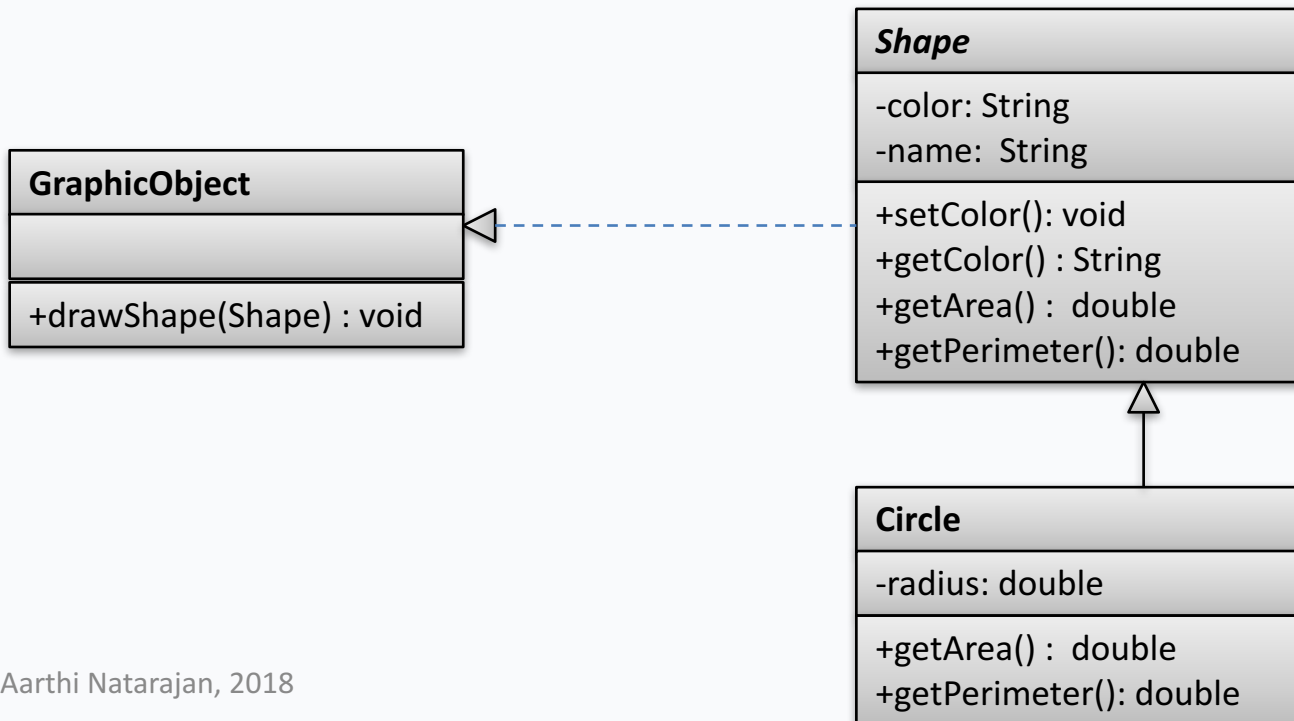 GraphicObject
+drawShape(Shape) : void
Shape
-color: String
-name:  String
+setColor(): void
+getColor() : String
+getArea() :  double
+getPerimeter(): double
Circle
-radius: double
+getArea() :  double
+getPerimeter(): double
Aarthi Natarajan, 2018